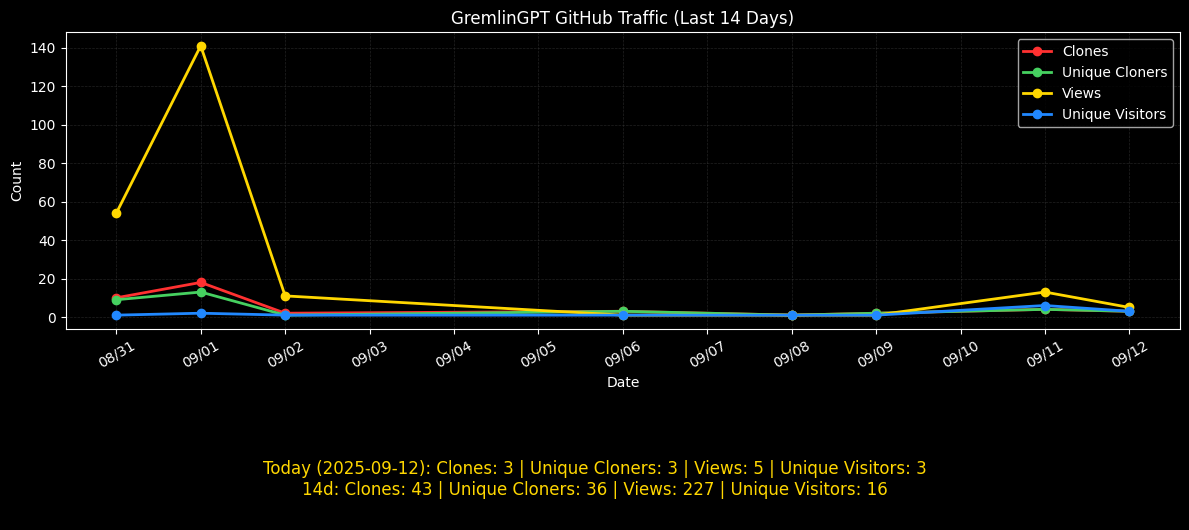 GremlinGPT GitHub Traffic (Last 14 Days)
Clones
Unique Cloners
Views
Unique Visitors
Count
140
120
100
80
60
40
20
0
08/31 09/01 09/02 09/03 09/04 09/05 09/06 09/07 09/08 09/09 09/10 09/11 09/12
Date
Today (2025-09-12): Clones: 3 | Unique Cloners: 3 | Views: 5 | Unique Visitors: 3
14d: Clones: 43 | Unique Cloners: 36 | Views: 227 | Unique Visitors: 16